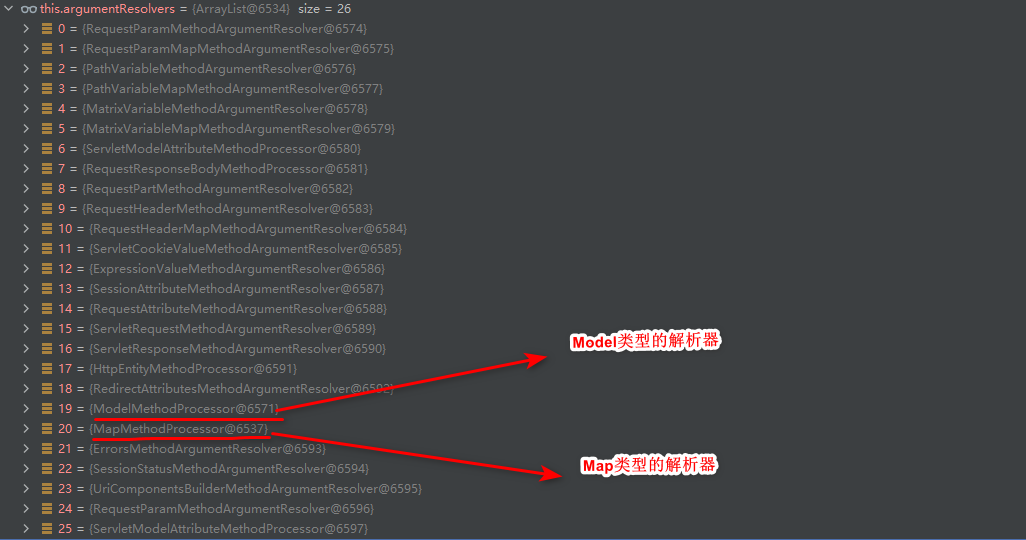 this.argumentResolvers = {ArrayList@6534} size = 26
0 = {RequestParamMethodArgumentResolver@6574}
1 = {RequestParamMapMethodArgumentResolver@6575}
2 = {PathVariableMethodArgumentResolver@6576}
3 = {PathVariableMapMethodArgumentResolver@6577}
4 = {MatrixVariableMethodArgumentResolver@6578}
5 = {MatrixVariableMapMethodArgumentResolver@6579}
6 = {ServletModelAttributeMethodProcessor@6580}
7 = {RequestResponseBodyMethodProcessor@6581}
8 = {RequestPartMethodArgumentResolver@6582}
9 = {RequestHeaderMethodArgumentResolver@6583}
10 = {RequestHeaderMapMethodArgumentResolver@6584}
11 = {ServletCookieValueMethodArgumentResolver@6585}
12 = {ExpressionValueMethodArgumentResolver@6586}
13 = {SessionAttributeMethodArgumentResolver@6587}
14 = {RequestAttributeMethodArgumentResolver@6588}
15 = {ServletRequestMethodArgumentResolver@6589}
Model类型的解析器
16 = {ServletResponseMethodArgumentResolver@6590}
17 = {HttpEntityMethodProcessor@6591}
18 = {RedirectAttributesMethodArgumentResolver@6592}
19 = {ModelMethodProcessor@6571}
20 = {MapMethodProcessor@6537}
21 = {ErrorsMethodArgumentResolver@6593}
Map类型的解析器
22 = {SessionStatusMethodArgumentResolver@6594}
23 = {UriComponentsBuilderMethodArgumentResolver@6595}
24 = {RequestParamMethodArgumentResolver@6596}
25 = {ServletModelAttributeMethodProcessor@6597}